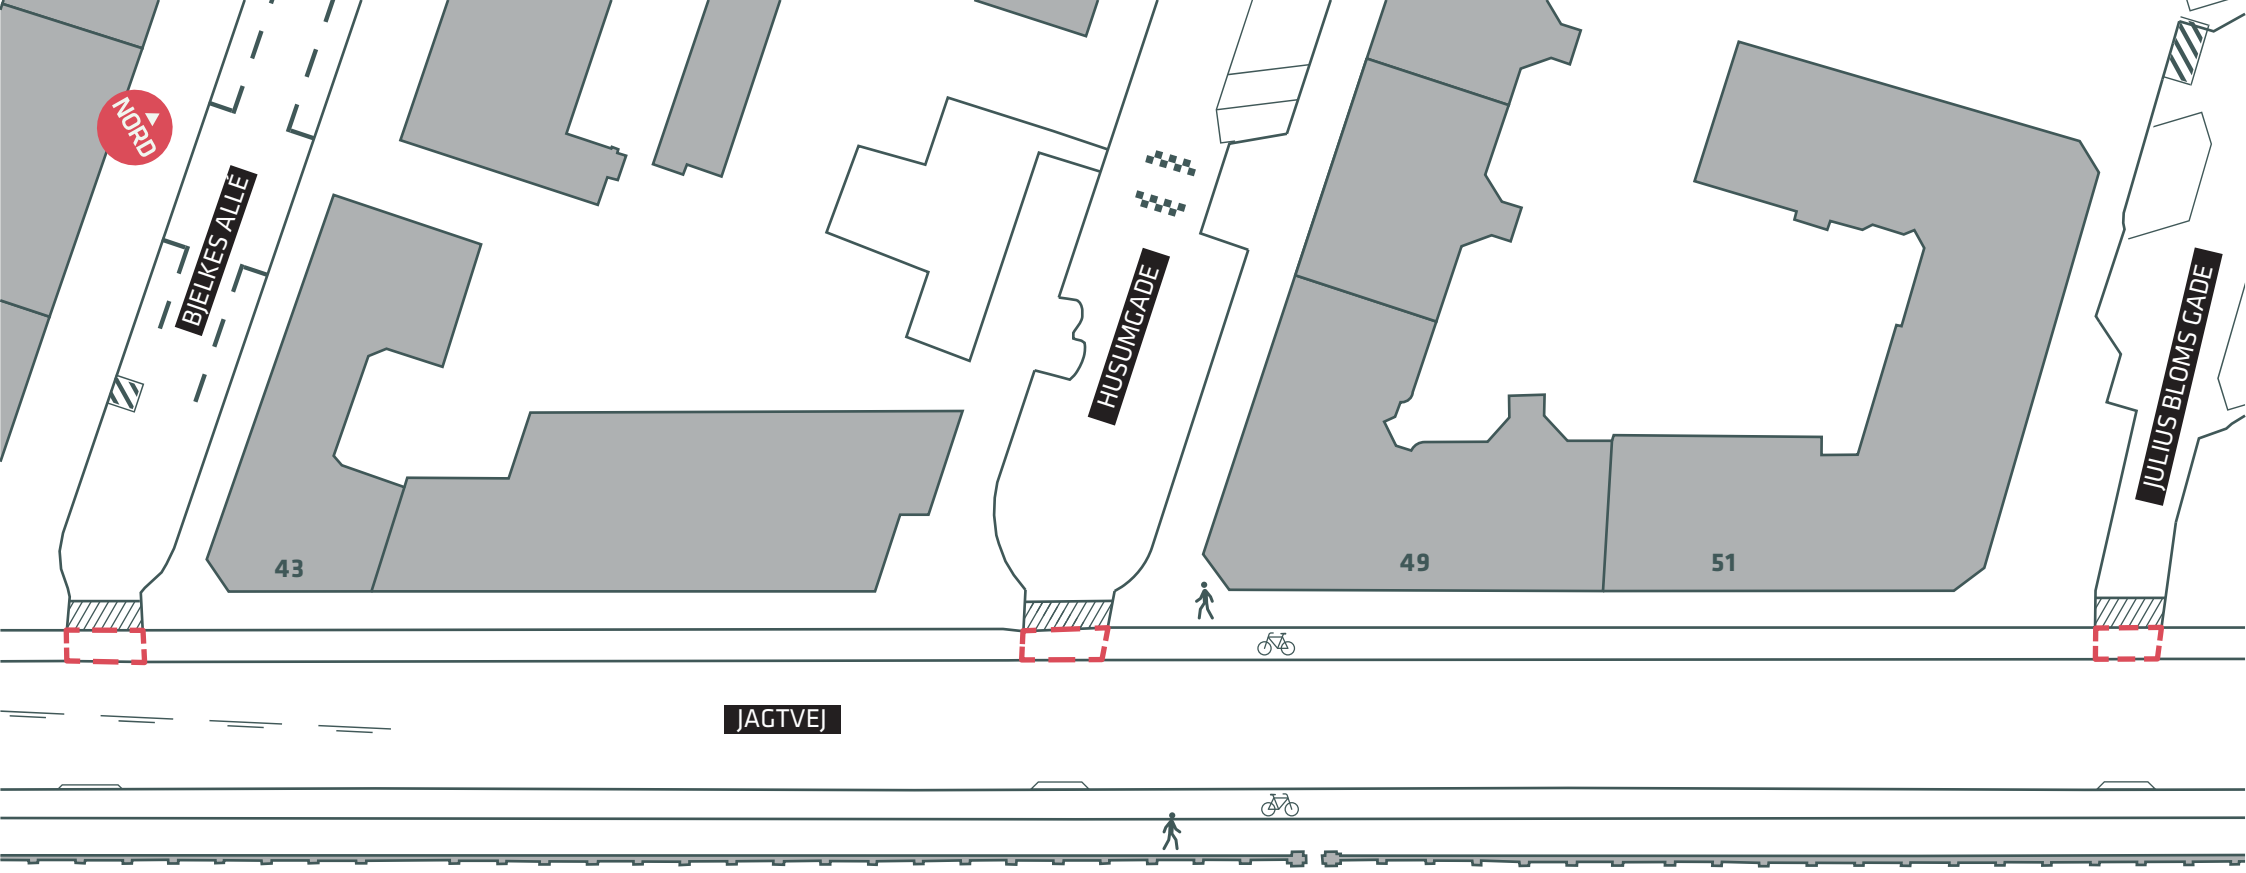 NORD
BJELKES ALLÉ
HUSUMGADE
JULIUS BLOMS GADE
43
49
51
JAGTVEJ